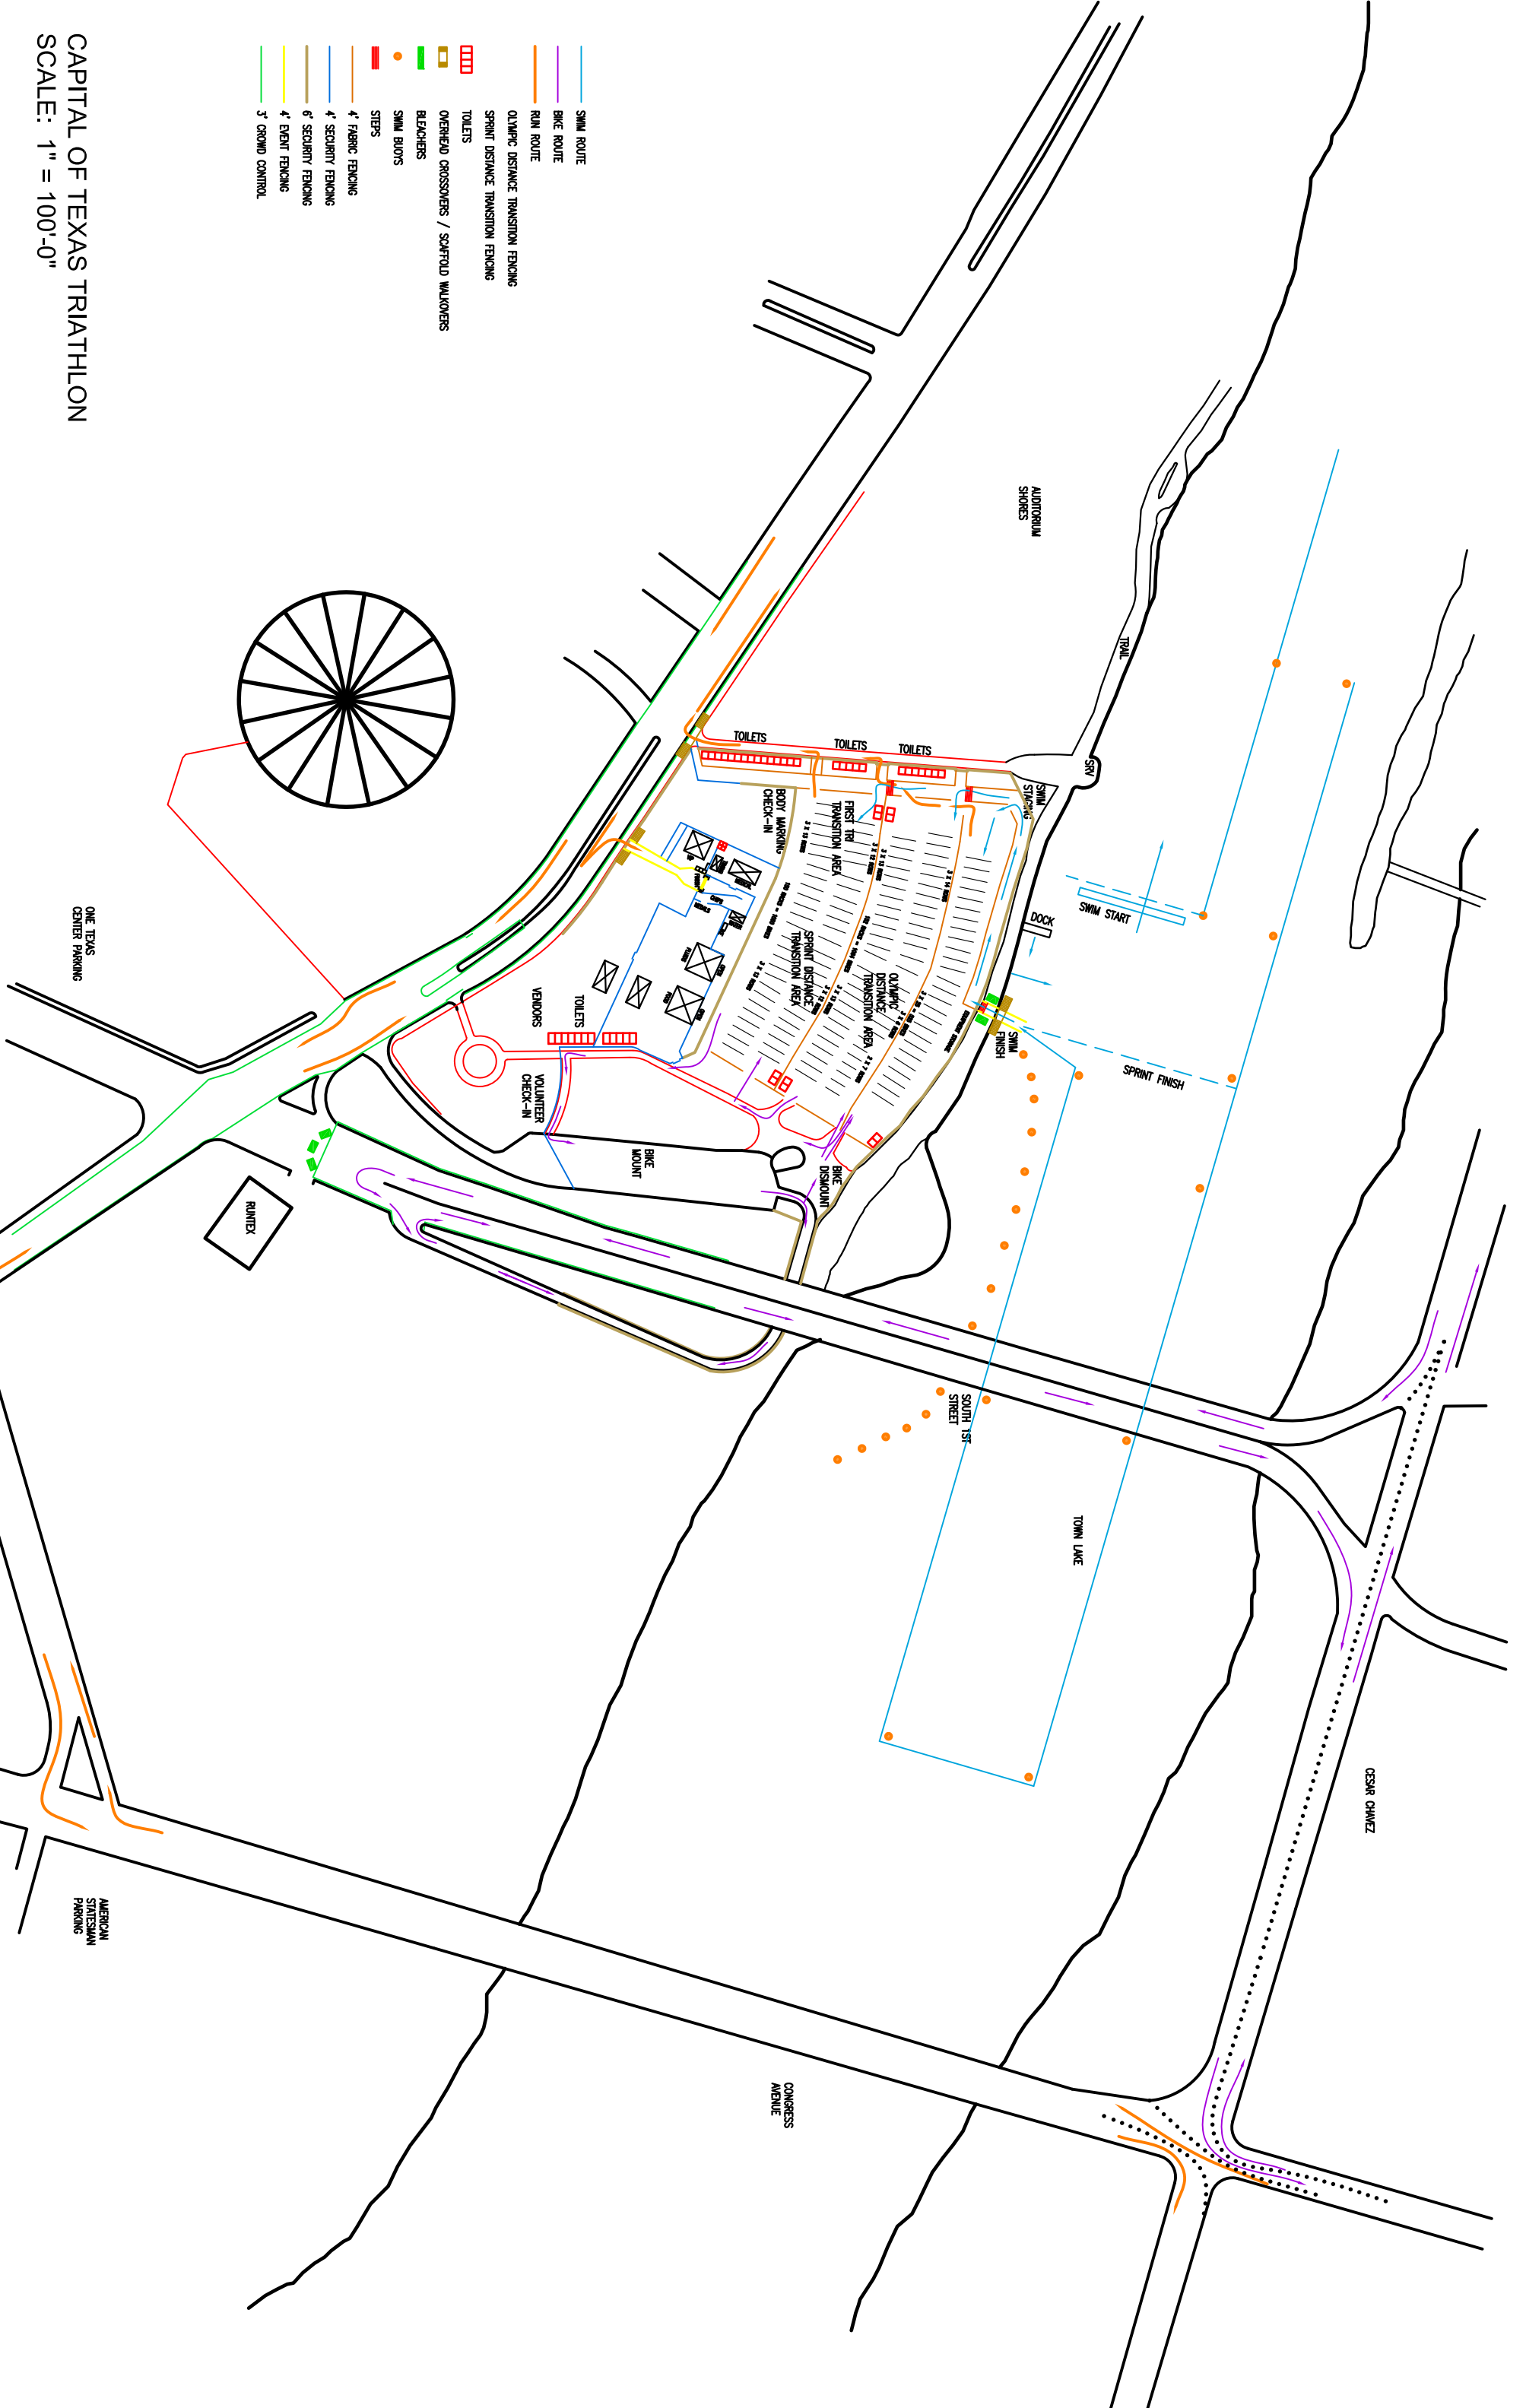 CAPITAL OF TEXAS TRIATHLON
SCALE: 1" = 100'-0"
SWIM ROUTE
BIKE ROUTE
RUN ROUTE
OLYMPIC DISTANCE TRANSITION FENCING
SPRINT DISTANCE TRANSITION FENCING
TOILETS
OVERHEAD CROSSOVERS / SCAFFOLD WALKOVERS
BLEACHERS
SWIM BUOYS
STEPS
4' FABRIC FENCING
4' SECURITY FENCING
6' SECURITY FENCING
4' EVENT FENCING
3' CROWD CONTROL
AUDITORIUM
SHORES
TRAIL
SRV
SWIM
STAGING
TOILETS
TOILETS
TOILETS
BODY MARKING
CHECK-IN
FIRST TRI
TRANSITION AREA
SPRINT DISTANCE
TRANSITION AREA
OLYMPIC
DISTANCE
TRANSITION AREA
DOCK
SWIM START
SWIM
FINISH
SPRINT FINISH
VENDORS
TOILETS
VOLUNTEER
CHECK-IN
BIKE
MOUNT
BIKE
DISMOUNT
RUNTEX
ONE TEXAS
CENTER PARKING
SOUTH 1ST
STREET
TOWN LAKE
CESAR CHAVEZ
AMERICAN
STATESMAN
PARKING
CONGRESS
AVENUE